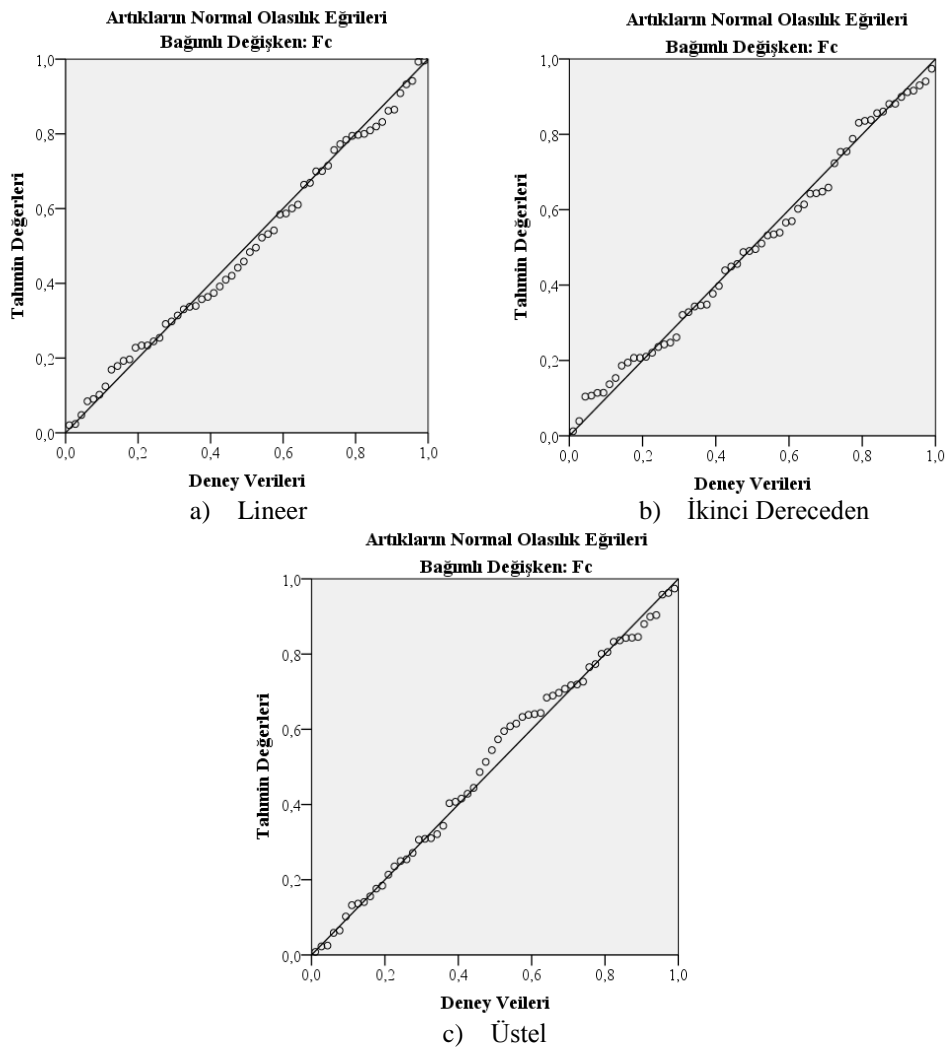 Artıkların Normal Olasılık Eğrileri
Bağımlı Değişken: Fc
1,0
0,8
0,6
0,4
0,2
0,0
0,0 0,2 0,4 0,6 0,8 1,0
Tahmin Değerleri
Deney Verileri
a) Lineer
Artıkların Normal Olasılık Eğrileri
Bağımlı Değişken: Fc
1,0
0,8
0,6
0,4
0,2
0,0
0,0 0,2 0,4 0,6 0,8 1,0
Tahmin Değerleri
Deney Verileri
b) İkinci Dereceden
Artıkların Normal Olasılık Eğrileri
Bağımlı Değişken: Fc
1,0
0,8
0,6
0,4
0,2
0,0
0,0 0,2 0,4 0,6 0,8 1,0
Tahmin Değerleri
Deney Veileri
c) Üstel